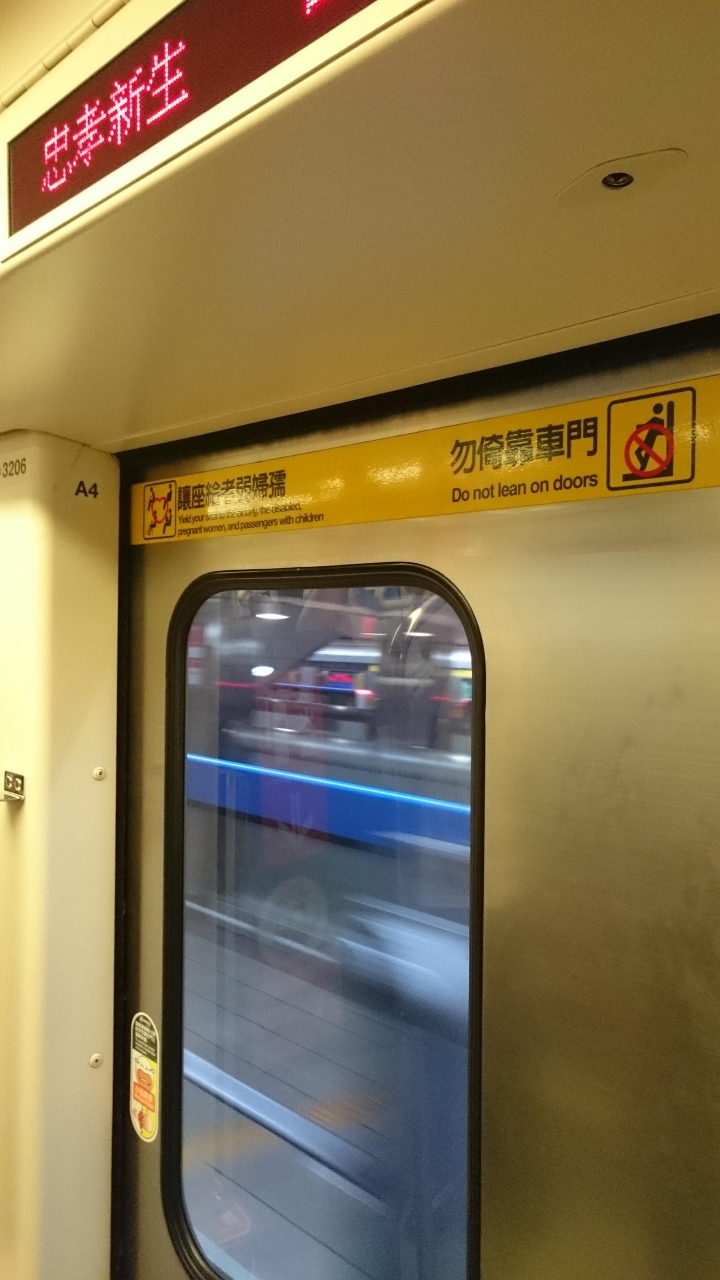 忠孝新生
3206
A4
讓座給老弱婦孺
Yield your seat to the elderly, the disabled,
pregnant women, and passengers with children
勿倚靠車門
Do not lean on doors